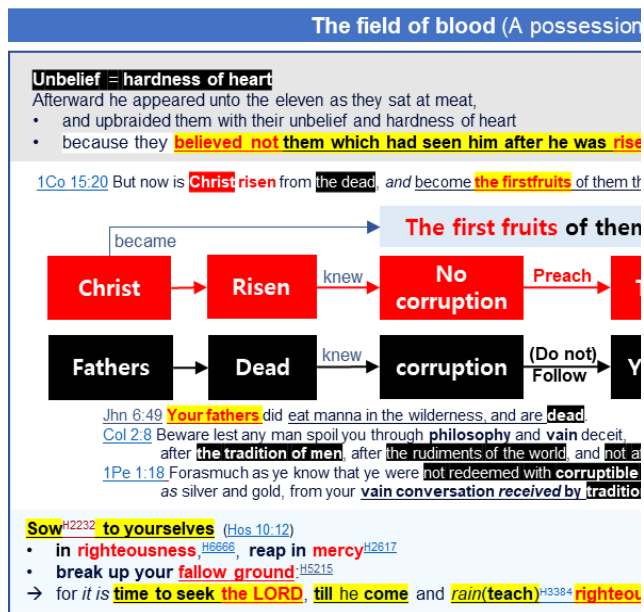 The field of blood (A possession
Unbelief = hardness of heart
Afterward he appeared unto the eleven as they sat at meat,
• and upbraided them with their unbelief and hardness of heart
• because they believed not them which had seen him after he was rise
1Co 15:20 But now is Christ risen from the dead, and become the firstfruits of them th
became
The first fruits of them
Christ
Risen
knew
No corruption
Preach
T
Fathers
Dead
knew
corruption
(Do not) Follow
Y
Jhn 6:49 Your fathers did eat manna in the wilderness, and are dead.
Col 2:8 Beware lest any man spoil you through philosophy and vain deceit,
after the tradition of men, after the rudiments of the world, and not af
1Pe 1:18 Forasmuch as ye know that ye were not redeemed with corruptible
as silver and gold, from your vain conversation received by tradition
Sow H2232 to yourselves (Hos 10:12)
• in righteousness, H6666, reap in mercy H2617
• break up your fallow ground: H5215
→ for it is time to seek the LORD, till he come and rain(teach) H3384 righteou